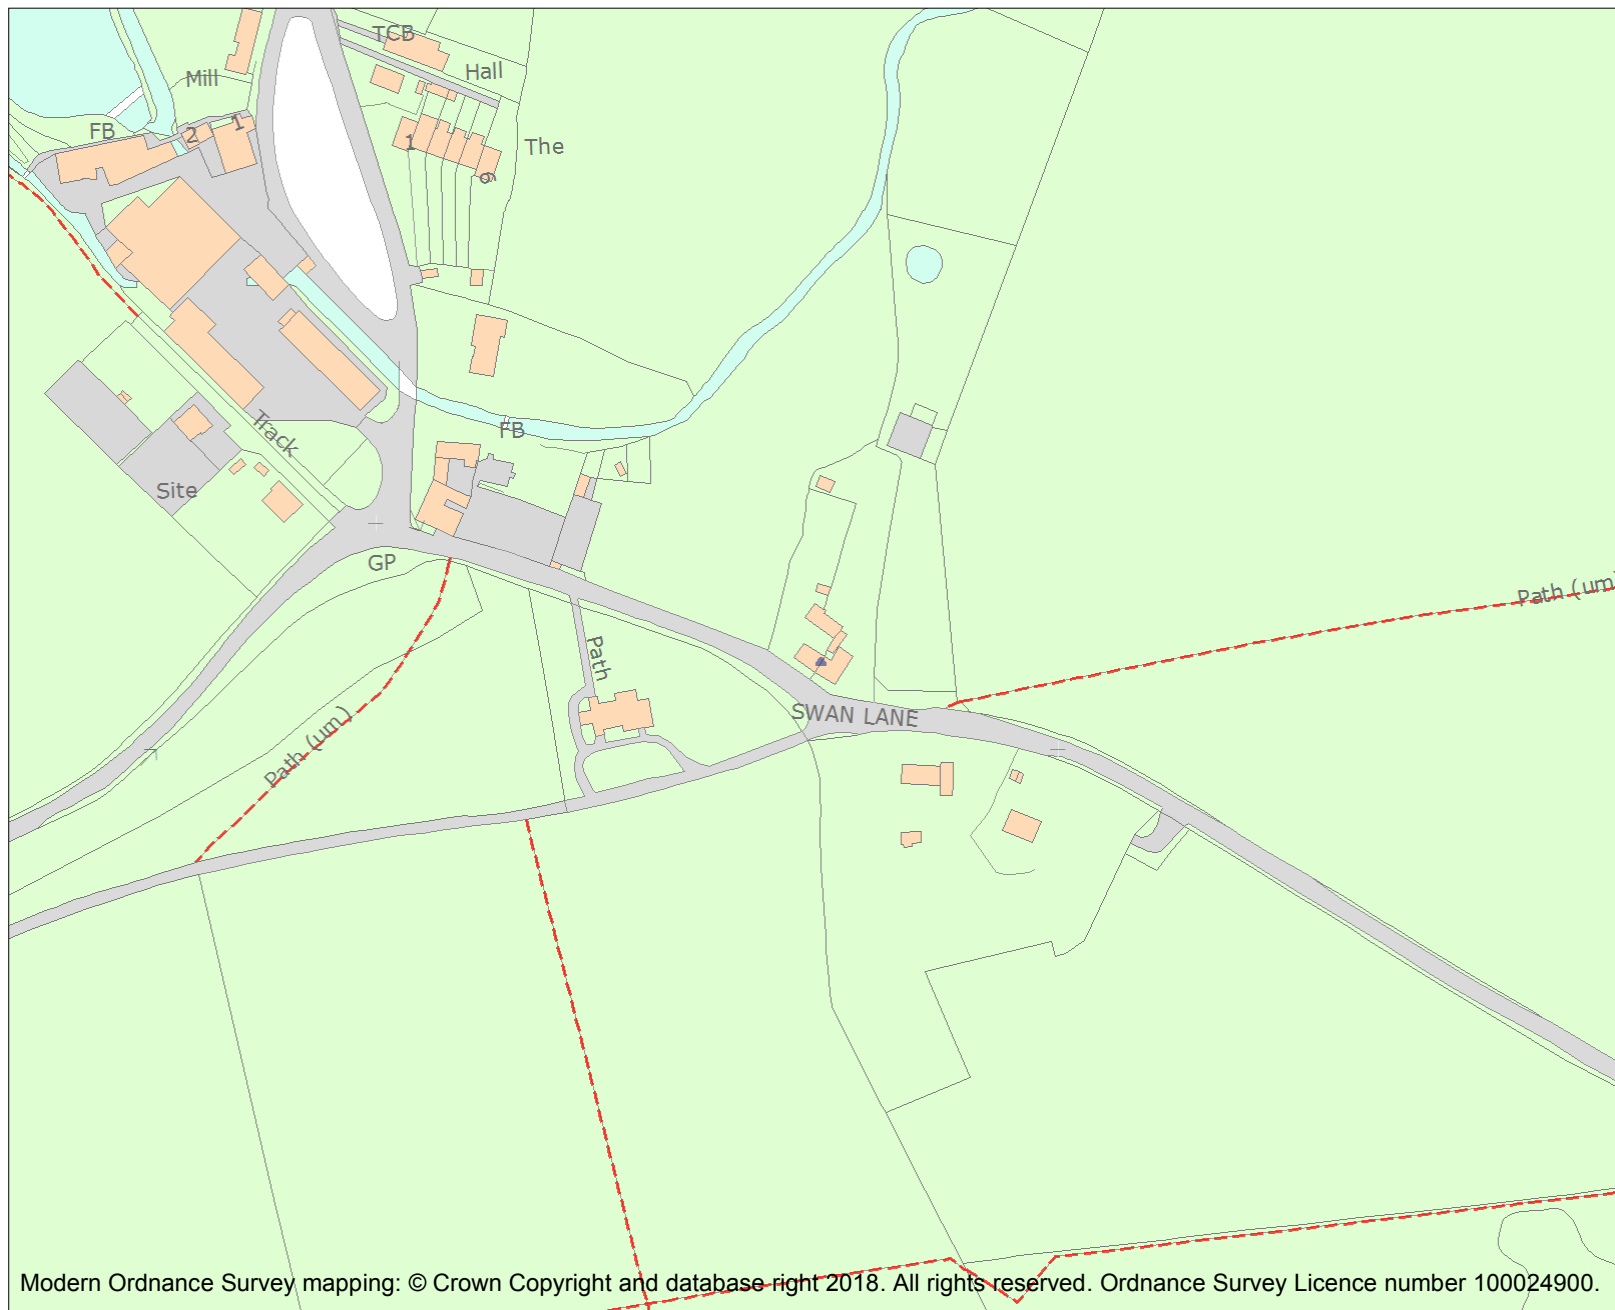 TCB
Hall
Mill
FB
2
1
1
The
6
FB
Track
Site
GP
Path
Path (um)
SWAN LANE
Path (um)
Modern Ordnance Survey mapping: © Crown Copyright and database right 2018. All rights reserved. Ordnance Survey Licence number 100024900.